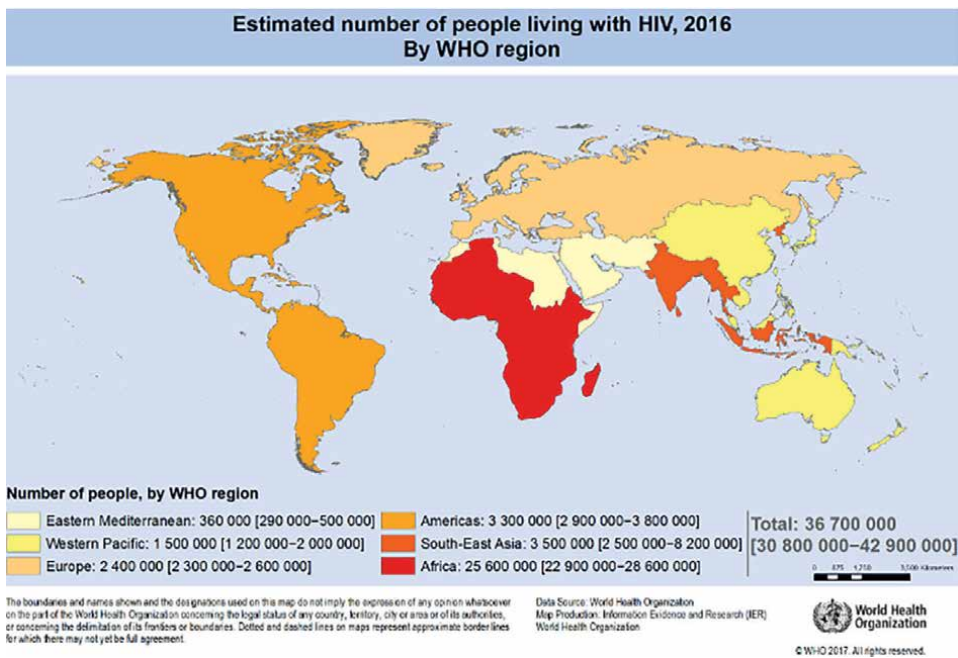 Estimated number of people living with HIV, 2016
By WHO region
Number of people, by WHO region
Eastern Mediterranean: 360 000 [290 000–500 000]
Western Pacific: 1 500 000 [1 200 000–2 000 000]
Europe: 2 400 000 [2 300 000–2 600 000]
Americas: 3 300 000 [2 900 000–3 800 000]
South-East Asia: 3 500 000 [2 500 000–8 200 000]
Africa: 25 600 000 [22 900 000–28 600 000]
Total: 36 700 000
[30 800 000–42 900 000]
0 875 1,750 3,500 Kilometers
The boundaries and names shown and the designations used on this map do not imply the expression of any opinion whatsoever
on the part of the World Health Organization concerning the legal status of any country, territory, city or area or of its authorities,
or concerning the delimitation of its frontiers or boundaries. Dotted and dashed lines on maps represent approximate border lines
for which there may not yet be full agreement.
Data Source: World Health Organization
Map Production: Information Evidence and Research (IER)
World Health Organization
World Health
Organization
© WHO 2017. All rights reserved.